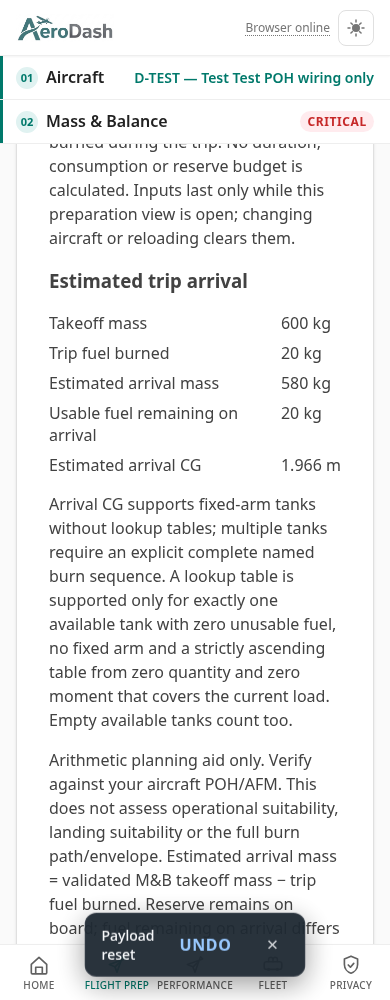 AeroDash
Browser online
01 Aircraft D-TEST — Test Test POH wiring only
02 Mass & Balance CRITICAL
burned during the trip. No duration,
consumption or reserve budget is
calculated. Inputs last only while this
preparation view is open; changing
aircraft or reloading clears them.
Estimated trip arrival
Takeoff mass 600 kg
Trip fuel burned 20 kg
Estimated arrival mass 580 kg
Usable fuel remaining on 20 kg
arrival
Estimated arrival CG 1.966 m
Arrival CG supports fixed-arm tanks
without lookup tables; multiple tanks
require an explicit complete named
burn sequence. A lookup table is
supported only for exactly one
available tank with zero unusable fuel,
no fixed arm and a strictly ascending
table from zero quantity and zero
moment that covers the current load.
Empty available tanks count too.
Arithmetic planning aid only. Verify
against your aircraft POH/AFM. This
does not assess operational suitability,
landing suitability or the full burn
path/envelope. Estimated arrival mass
= validated M&B takeoff mass − trip
fuel burned. Reserve remains on
board; fuel remaining on arrival differs
Payload
reset
UNDO ×
HOME FLIGHT PREP PERFORMANCE FLEET PRIVACY